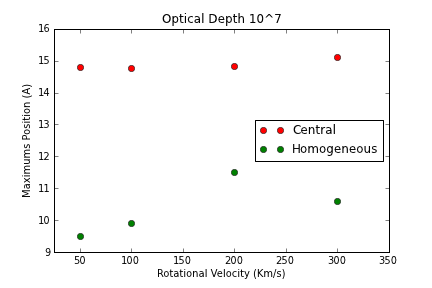 Optical Depth 10^7
16
15
14
13
12
11
10
9
Maximums Position (A)
Central
Homogeneous
50 100 150 200 250 300 350
Rotational Velocity (Km/s)